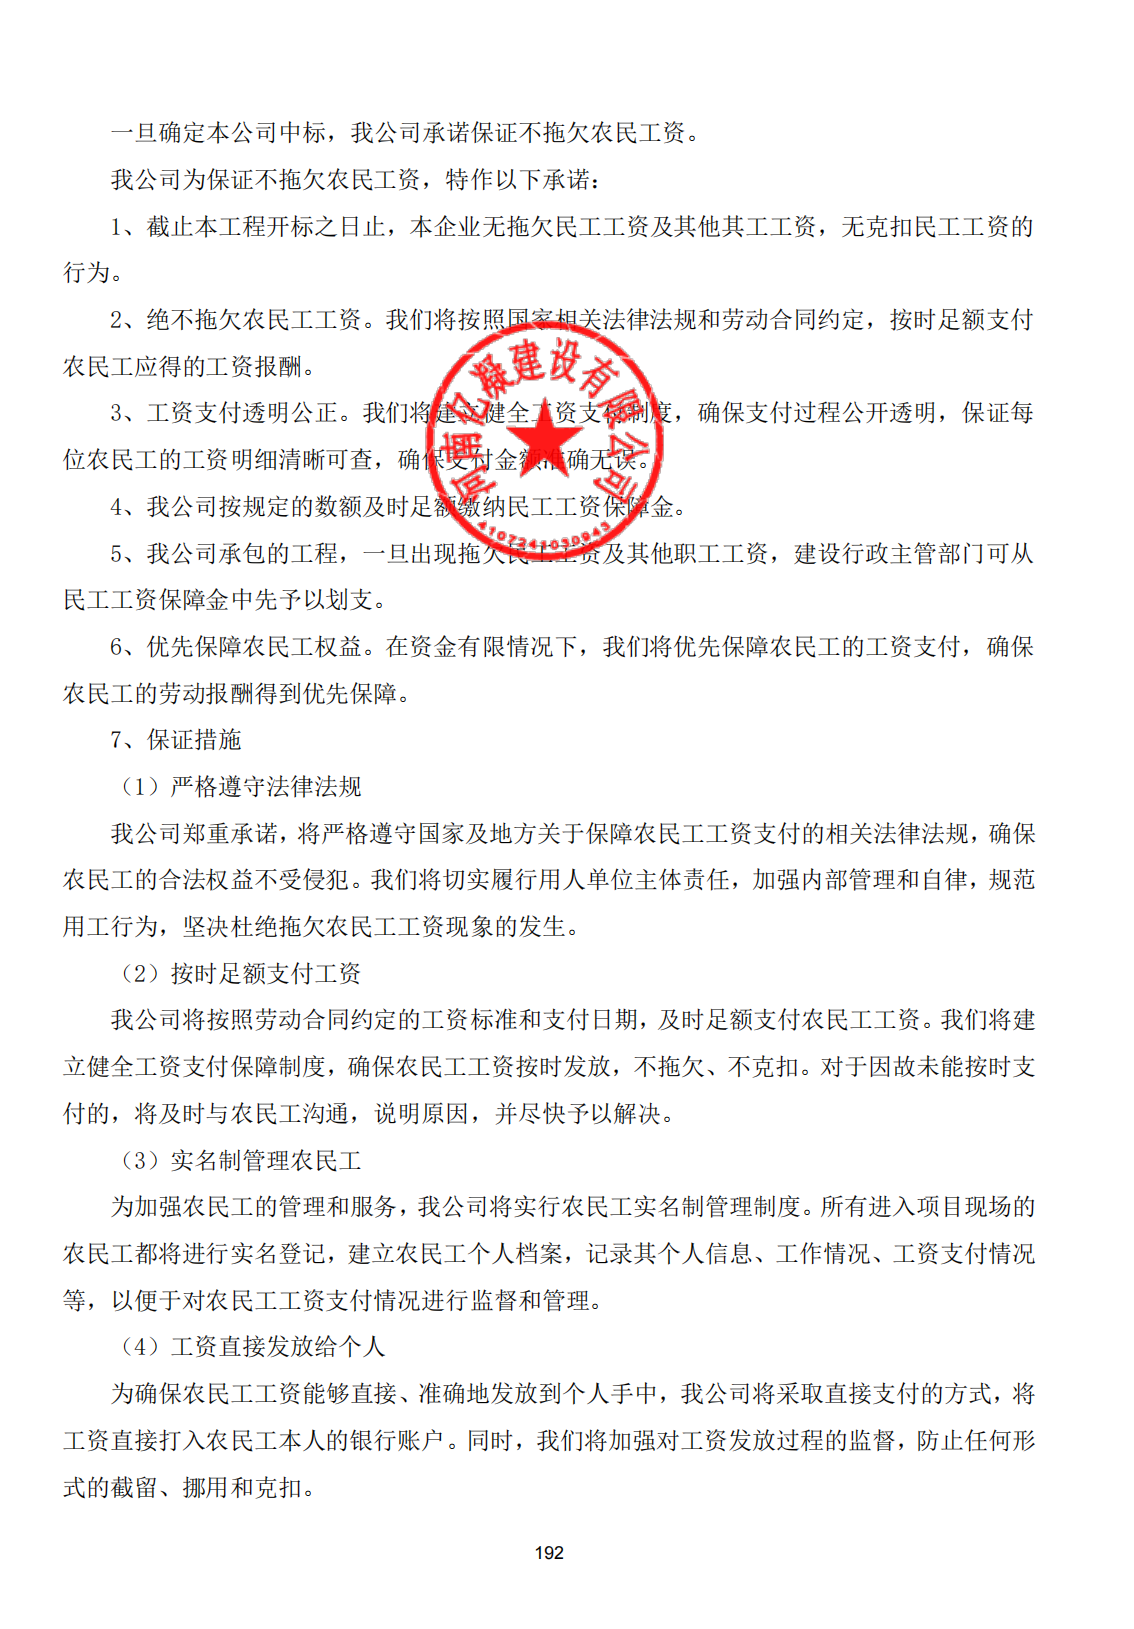 一旦确定本公司中标，我公司承诺保证不拖欠农民工资。
我公司为保证不拖欠农民工资，特作以下承诺：
1、截止本工程开标之日止，本企业无拖欠民工工资及其他其工工资，无克扣民工工资的
行为。
2、绝不拖欠农民工工资。我们将按照国家相关法律法规和劳动合同约定，按时足额支付
农民工应得的工资报酬。
3、工资支付透明公正。我们将建立健全工资支付制度，确保支付过程公开透明，保证每
位农民工的工资明细清晰可查，确保支付金额准确无误。
4、我公司按规定的数额及时足额缴纳民工工资保障金。
5、我公司承包的工程，一旦出现拖欠民工工资及其他职工工资，建设行政主管部门可从
民工工资保障金中先予以划支。
6、优先保障农民工权益。在资金有限情况下，我们将优先保障农民工的工资支付，确保
农民工的劳动报酬得到优先保障。
7、保证措施
（1）严格遵守法律法规
我公司郑重承诺，将严格遵守国家及地方关于保障农民工工资支付的相关法律法规，确保
农民工的合法权益不受侵犯。我们将切实履行用人单位主体责任，加强内部管理和自律，规范
用工行为，坚决杜绝拖欠农民工工资现象的发生。
（2）按时足额支付工资
我公司将按照劳动合同约定的工资标准和支付日期，及时足额支付农民工工资。我们将建
立健全工资支付保障制度，确保农民工工资按时发放，不拖欠、不克扣。对于因故未能按时支
付的，将及时与农民工沟通，说明原因，并尽快予以解决。
（3）实名制管理农民工
为加强农民工的管理和服务，我公司将实行农民工实名制管理制度。所有进入项目现场的
农民工都将进行实名登记，建立农民工个人档案，记录其个人信息、工作情况、工资支付情况
等，以便于对农民工工资支付情况进行监督和管理。
（4）工资直接发放给个人
为确保农民工工资能够直接、准确地发放到个人手中，我公司将采取直接支付的方式，将
工资直接打入农民工本人的银行账户。同时，我们将加强对工资发放过程的监督，防止任何形
式的截留、挪用和克扣。
河南亿凝建设有限公司
4107241030943
192